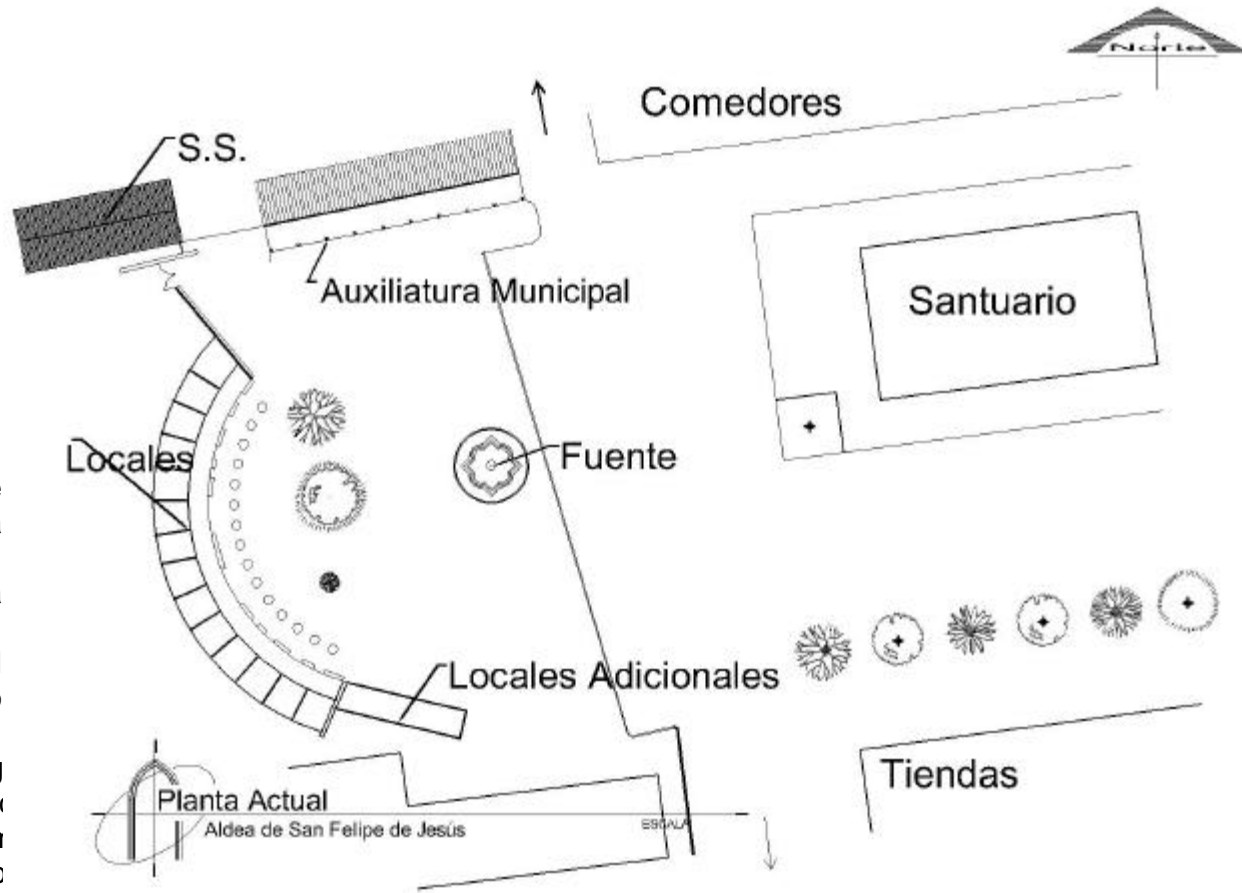 Norte
Comedores
S.S.
Auxiliatura Municipal
Santuario
Locales
Fuente
Locales Adicionales
Tiendas
Planta Actual
Aldea de San Felipe de Jesús
ESCALA